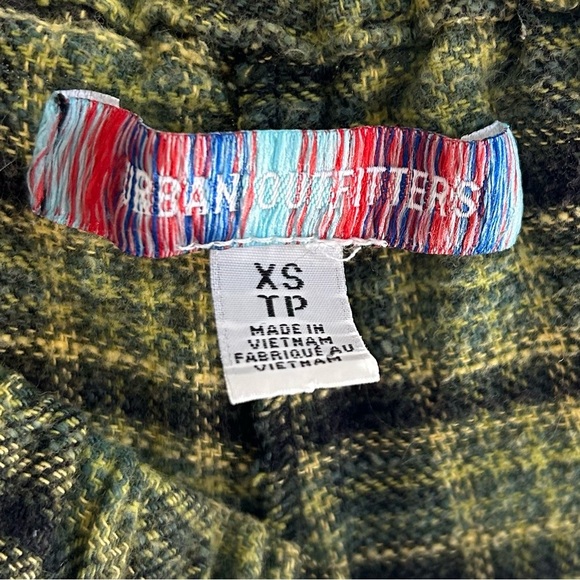 URBAN OUTFITTERS
XS
TP
MADE IN
VIETNAM
FABRIQUÉ AU
VIETNAM